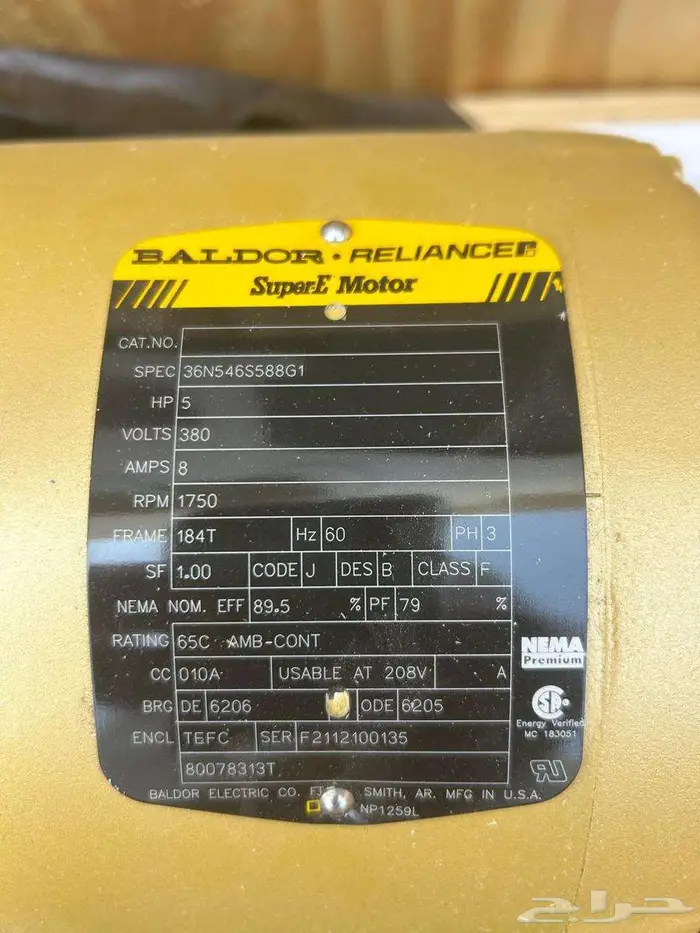 BALDOR · RELIANCE
Super-E Motor
CAT.NO.
SPEC 36N546S588G1
HP 5
VOLTS 380
AMPS 8
RPM 1750
FRAME 184T Hz 60 PH 3
SF 1.00 CODE J DES B CLASS F
NEMA NOM. EFF 89.5 % PF 79 %
RATING 65C AMB-CONT
NEMA
Premium
CC 010A USABLE AT 208V A
BRG DE 6206 ODE 6205
Energy Verified
MC 183051
ENCL TEFC SER F2112100135
80078313T
BALDOR ELECTRIC CO. SMITH, AR. MFG IN U.S.A.
NP1259L
حراج